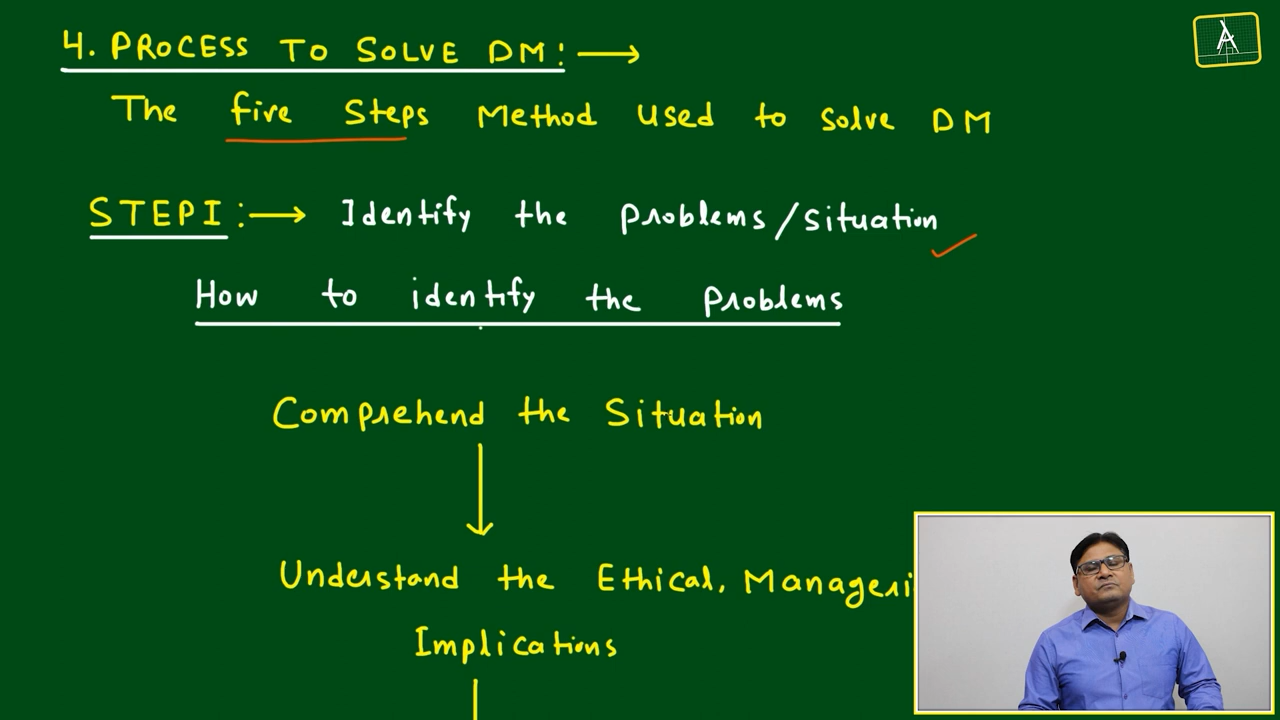 4. PROCESS TO SOLVE DM: →
The five Steps Method used to solve DM
STEPI: → Identify the Problems/situation
How to identify the Problems
Comprehend the Situation
Understand the Ethical, Manageri
Implications